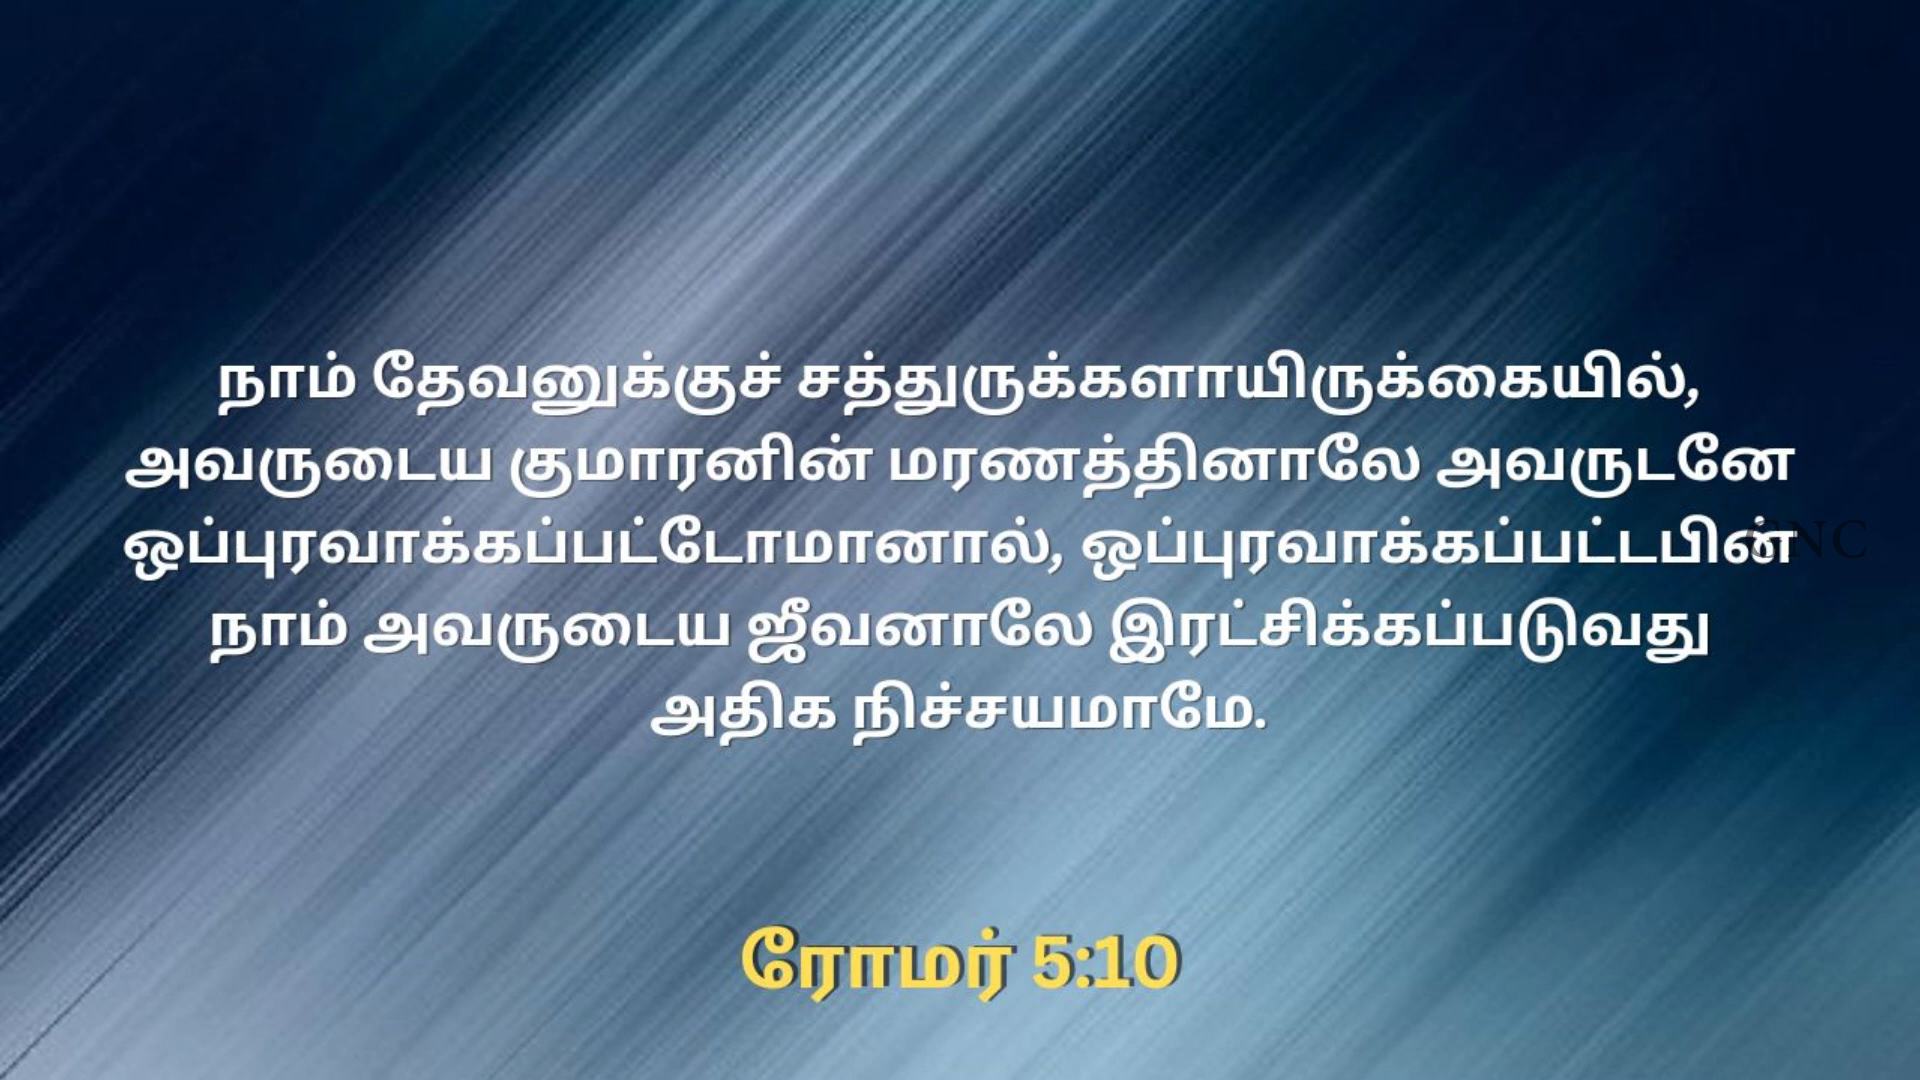 நாம் தேவனுக்குச் சத்துருக்களாயிருக்கையில்,
அவருடைய குமாரனின் மரணத்தினாலே அவருடனே
ஒப்புரவாக்கப்பட்டோமானால், ஒப்புரவாக்கப்பட்டபின்
நாம் அவருடைய ஜீவனாலே இரட்சிக்கப்படுவது
அதிக நிச்சயமாமே.
ரோமர் 5:10